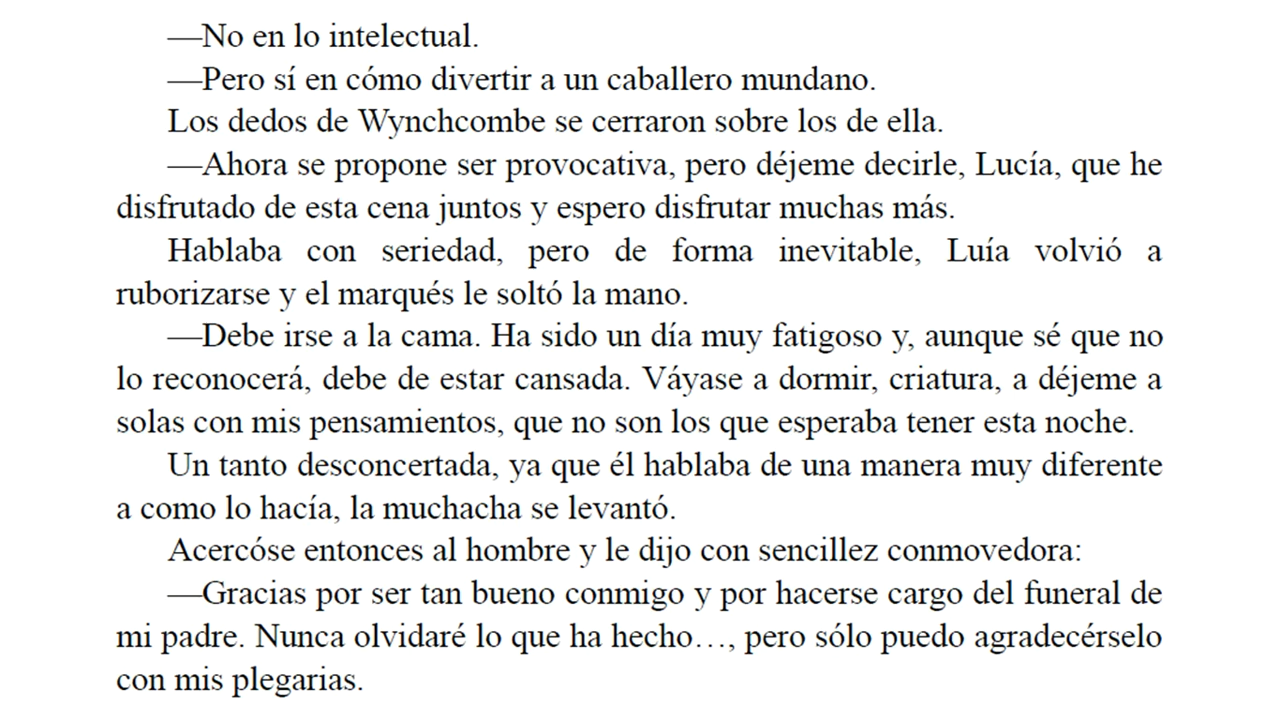 —No en lo intelectual.
—Pero sí en cómo divertir a un caballero mundano.
Los dedos de Wynchcombe se cerraron sobre los de ella.
—Ahora se propone ser provocativa, pero déjeme decirle, Lucía, que he
disfrutado de esta cena juntos y espero disfrutar muchas más.
Hablaba con seriedad, pero de forma inevitable, Luía volvió a
ruborizarse y el marqués le soltó la mano.
—Debe irse a la cama. Ha sido un día muy fatigoso y, aunque sé que no
lo reconocerá, debe de estar cansada. Váyase a dormir, criatura, a déjeme a
solas con mis pensamientos, que no son los que esperaba tener esta noche.
Un tanto desconcertada, ya que él hablaba de una manera muy diferente
a como lo hacía, la muchacha se levantó.
Acercóse entonces al hombre y le dijo con sencillez conmovedora:
—Gracias por ser tan bueno conmigo y por hacerse cargo del funeral de
mi padre. Nunca olvidaré lo que ha hecho…, pero sólo puedo agradecérselo
con mis plegarias.